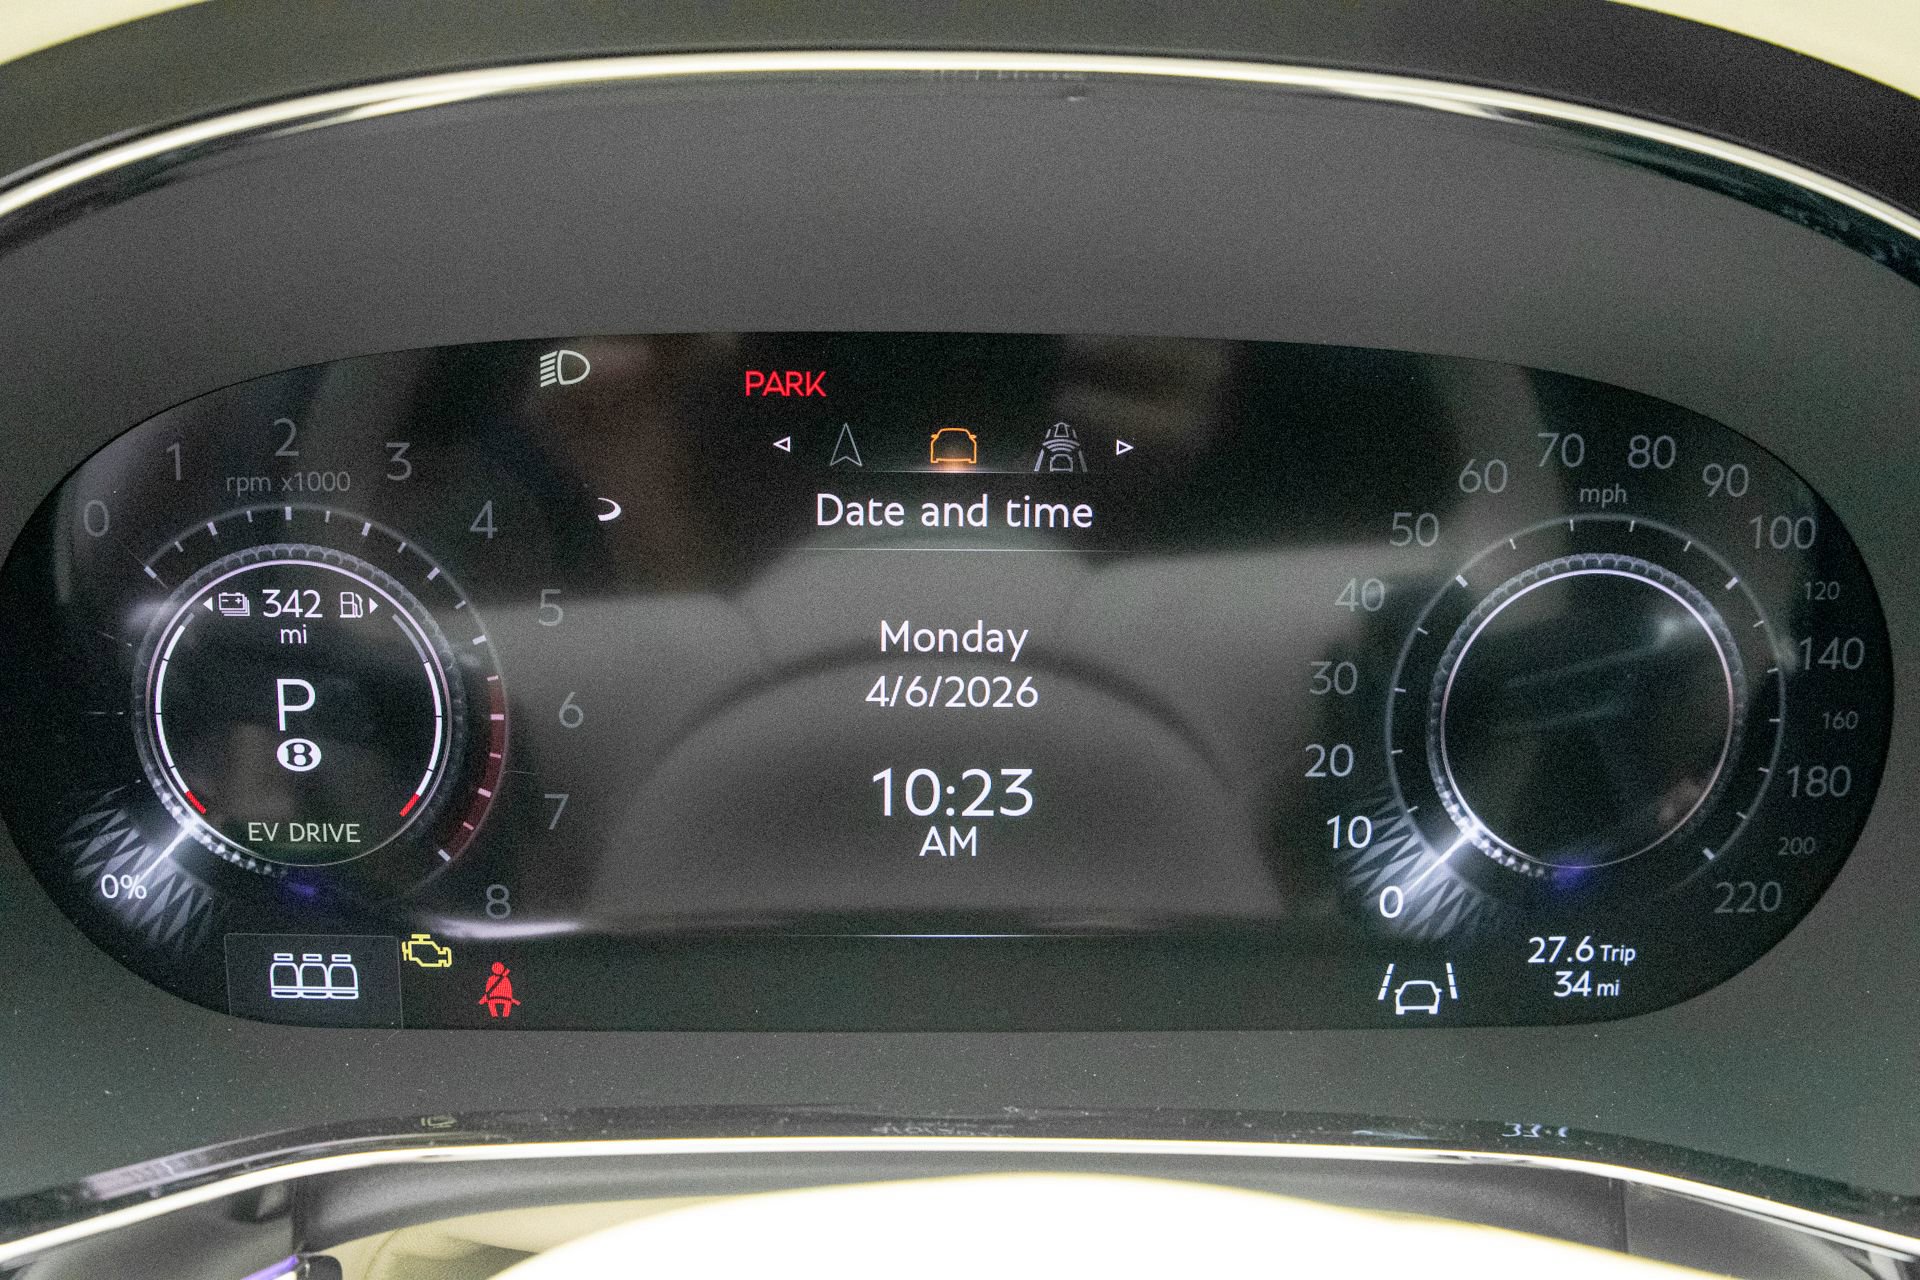 PARK
Date and time
Monday
4/6/2026
10:23
AM
0
1
2
3
4
5
6
7
8
rpm x1000
342
mi
P
B
EV DRIVE
0%
0
10
20
30
40
50
60
70
80
90
100
120
140
160
180
200
220
mph
27.6 Trip
34 mi